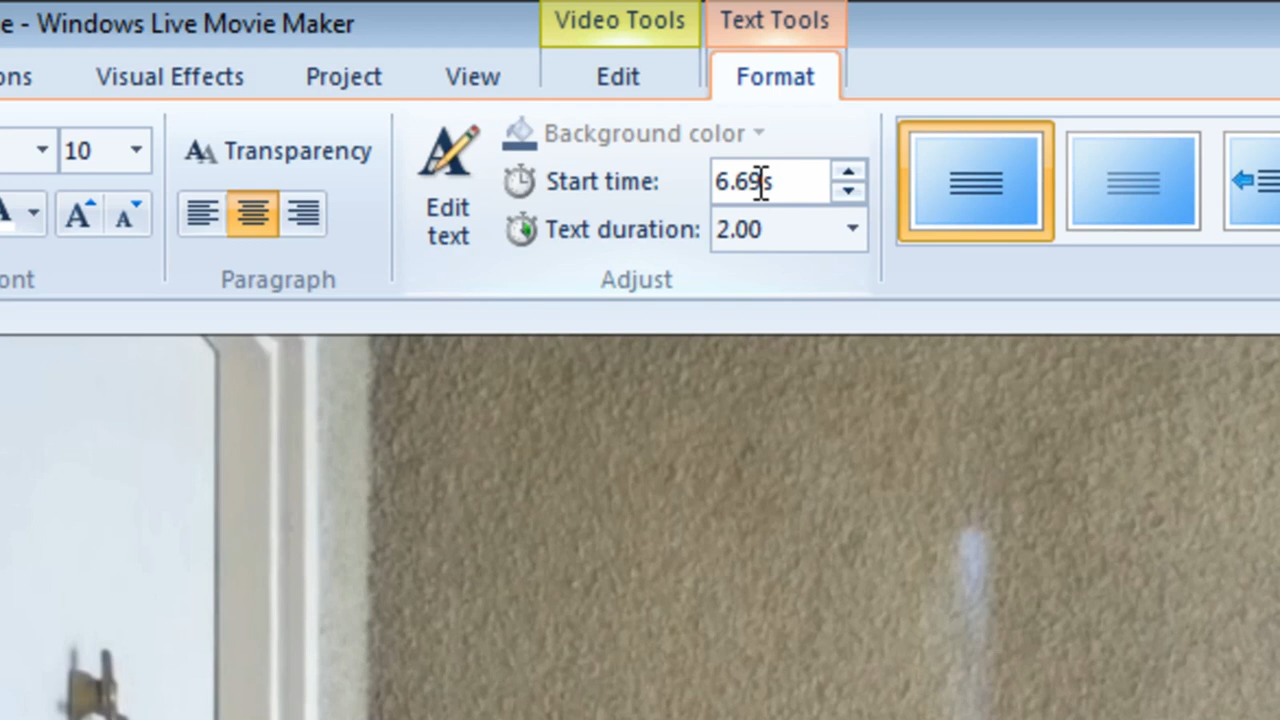 e - Windows Live Movie Maker
Video Tools
Text Tools
ons
Visual Effects
Project
View
Edit
Format
10
Transparency
Edit
text
Background color
Start time:
6.69s
Text duration:
2.00
ont
Paragraph
Adjust